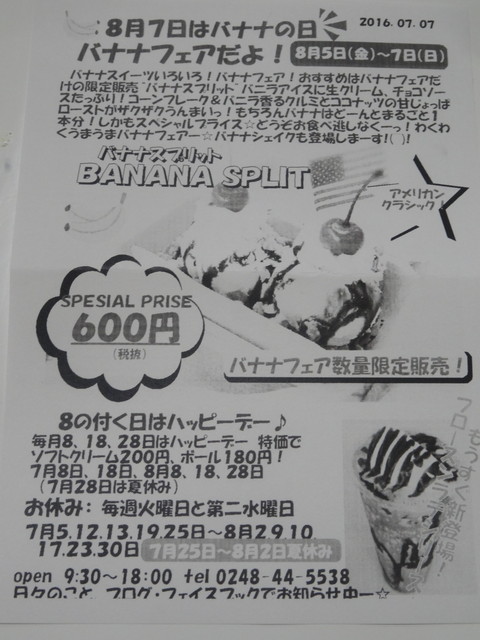 8月7日はバナナの日
2016.07.07
バナナフェアだよ！
8月5日(金)～7日(日)
バナナスイーツいろいろ！バナナフェア！おすすめはバナナフェアだ
けの限定販売"バナナスプリット"バニラアイスに生クリーム、チョコソー
スたっぷり！コーンフレーク＆バニラ香るクルミとココナッツの甘じょっぱ
ローストがザクザクうんまいっ！もちろんバナナはどーんとまるごと1
本分！しかもスペシャルプライス☆どうぞお食べ逃しなくーっ！わくわ
くうまうまバナナフェアー☆バナナシェイクも登場しまーす!(⌒)!
バナナスプリット
BANANA SPLIT
アメリカン
クラシック！
SPESIAL PRISE
600円
(税抜)
バナナフェア数量限定販売！
8の付く日はハッピーデー♪
毎月8、18、28日はハッピーデー 特価で
ソフトクリーム200円、ポール180円！
7月8日、18日、8月8、18、28日
(7月28日は夏休み)
お休み：毎週火曜日と第二水曜日
7月5.12.13.19.25日～8月2.9.10
17.23.30日
7月25日～8月2日夏休み
もうすぐ新登場！
open 9:30～18:00 tel 0248-44-5538
日々のこと、ブログ・フェイスブックでお知らせ中ー☆